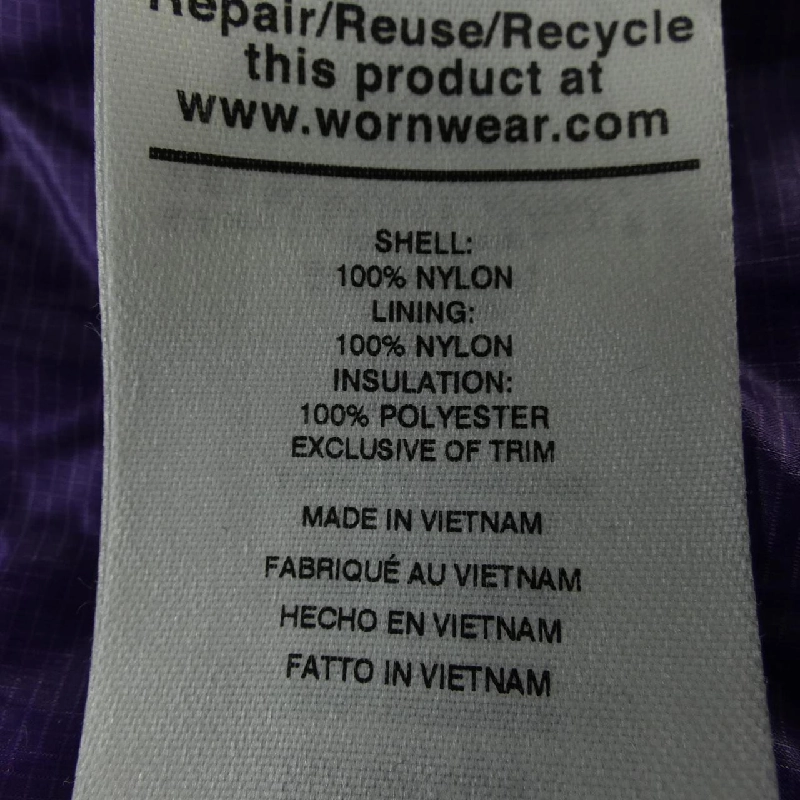 Repair/Reuse/Recycle
this product at
www.wornwear.com
SHELL:
100% NYLON
LINING:
100% NYLON
INSULATION:
100% POLYESTER
EXCLUSIVE OF TRIM
MADE IN VIETNAM
FABRIQUÉ AU VIETNAM
HECHO EN VIETNAM
FATTO IN VIETNAM